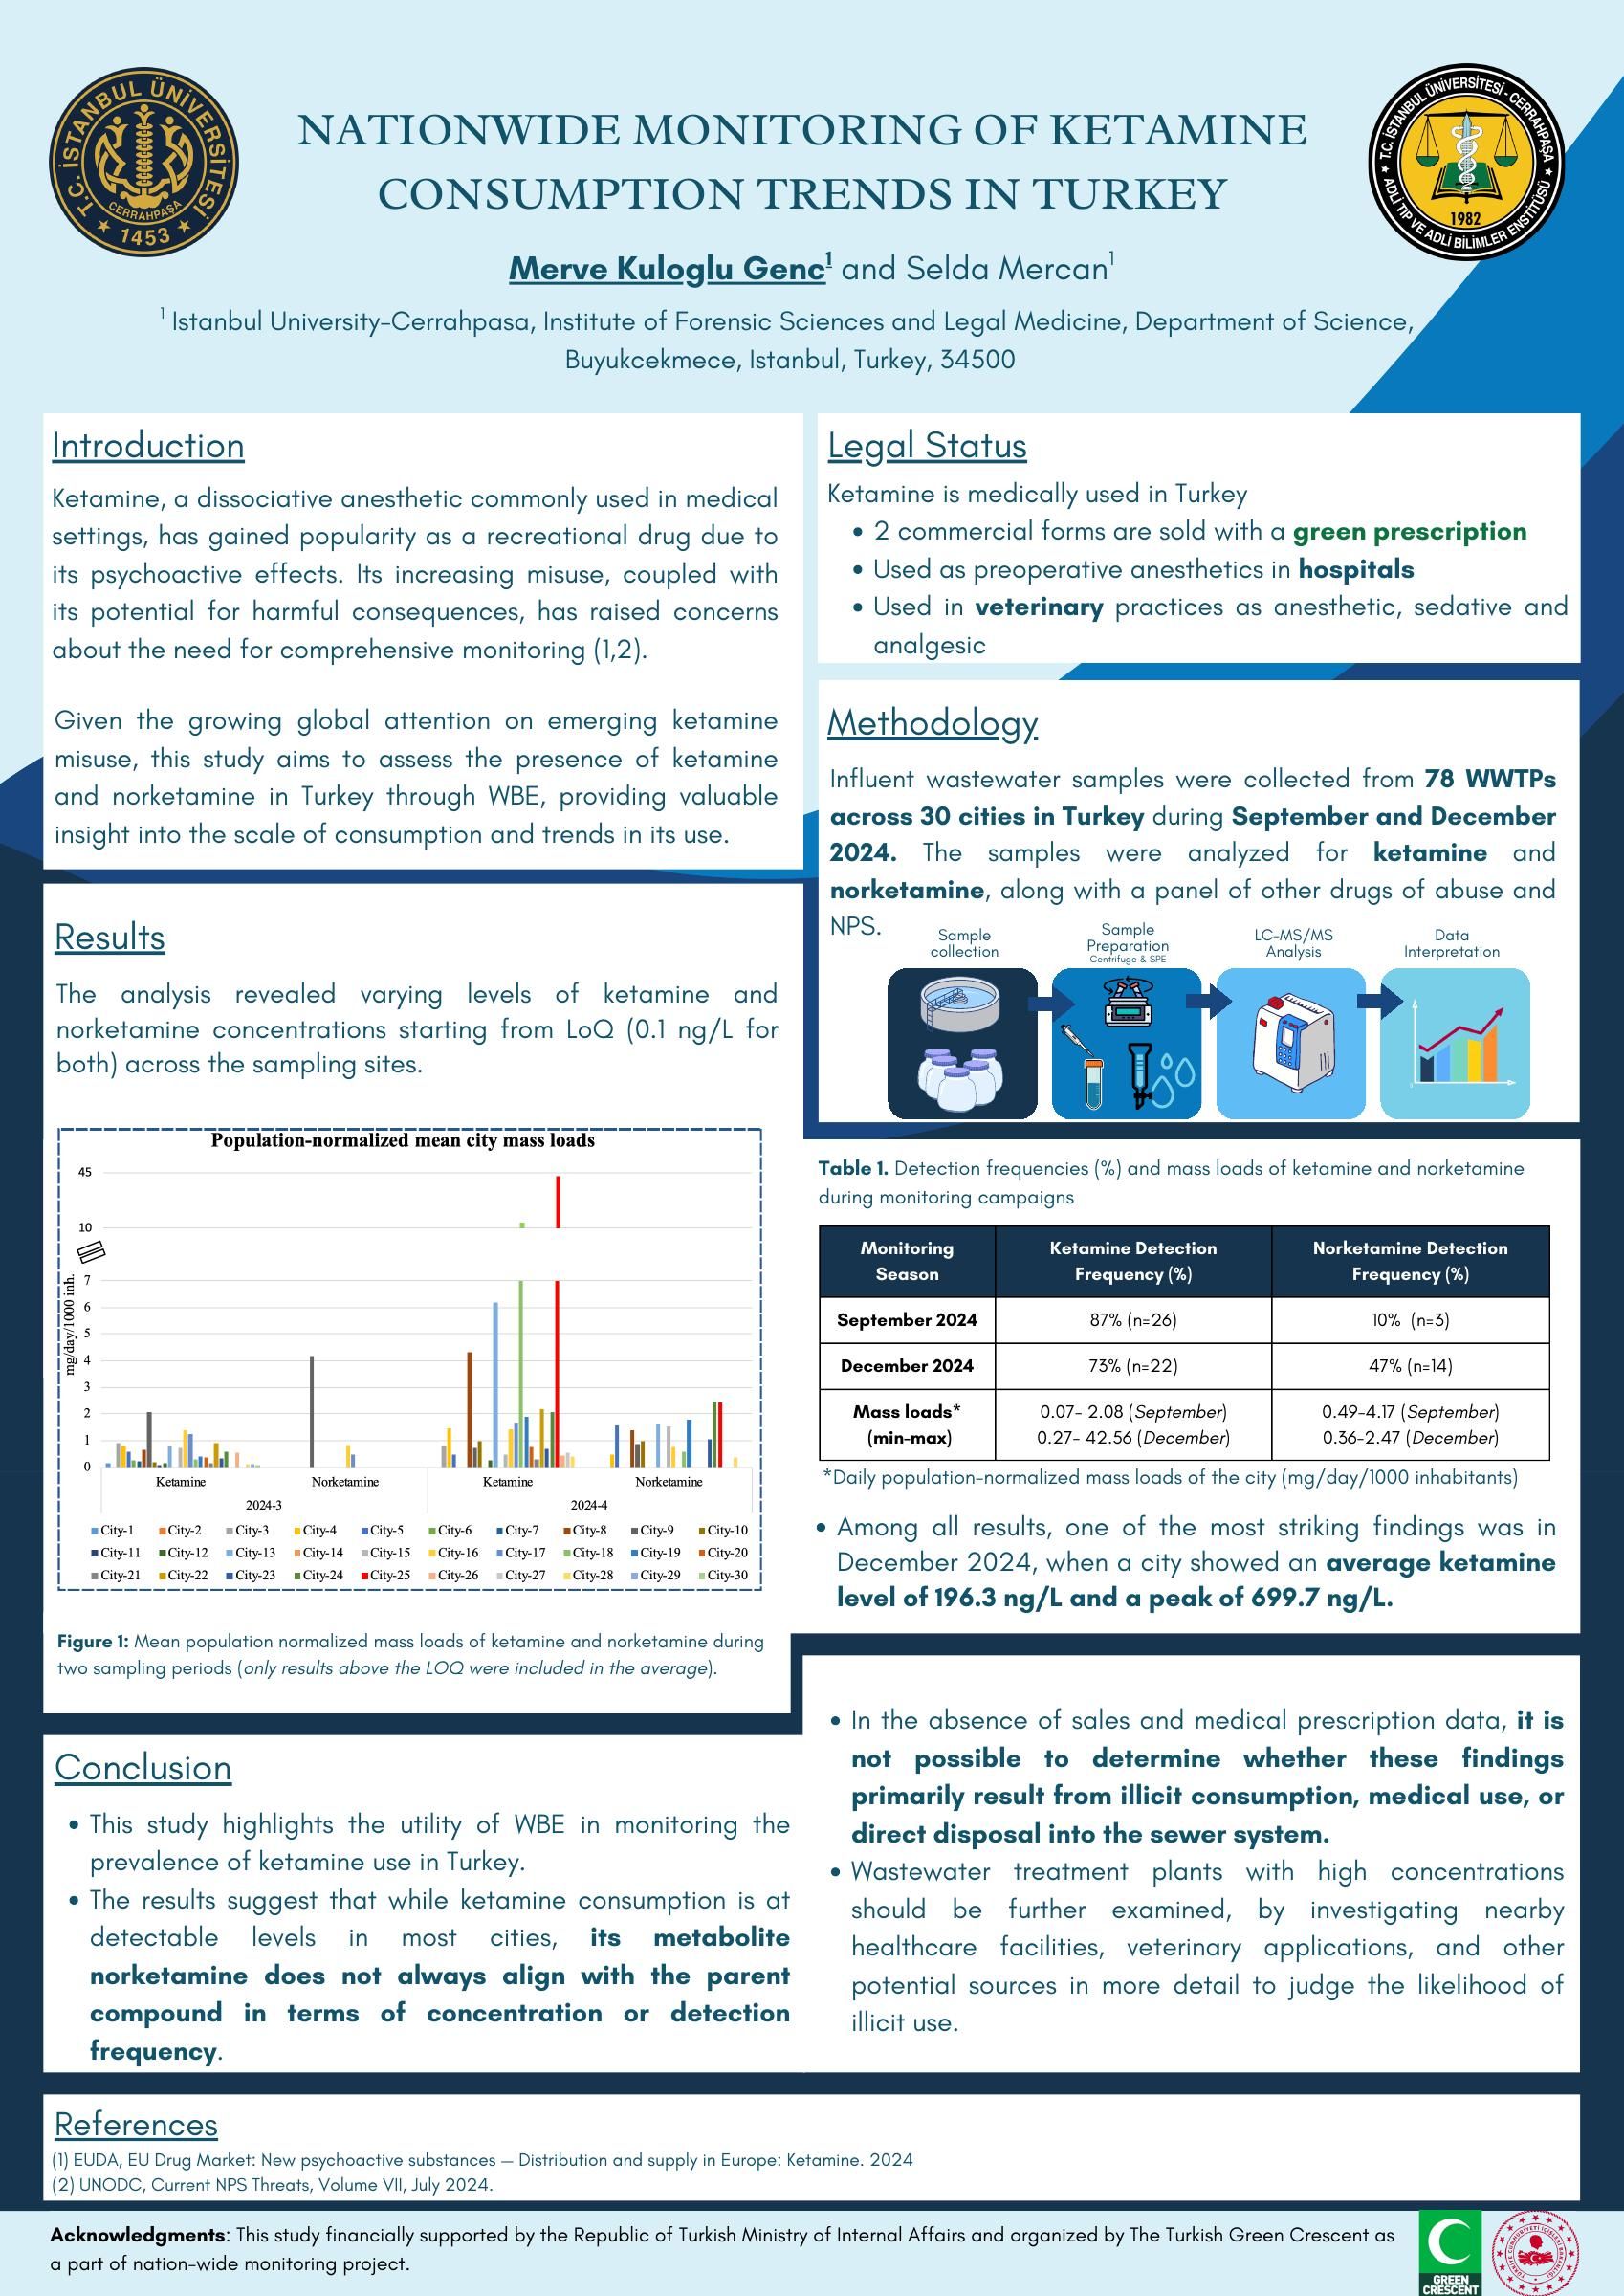 T.C. İSTANBUL ÜNİVERSİTESİ
CERRAHPAŞA
★ 1453 ★
NATIONWIDE MONITORING OF KETAMINE
CONSUMPTION TRENDS IN TURKEY
T.C. İSTANBUL ÜNİVERSİTESİ - CERRAHPAŞA
★ ADLİ TIP VE ADLİ BİLİMLER ENSTİTÜSÜ ★
1982
Merve Kuloglu Genc¹ and Selda Mercan¹
¹ Istanbul University-Cerrahpasa, Institute of Forensic Sciences and Legal Medicine, Department of Science,
Buyukcekmece, Istanbul, Turkey, 34500
Introduction
Ketamine, a dissociative anesthetic commonly used in medical
settings, has gained popularity as a recreational drug due to
its psychoactive effects. Its increasing misuse, coupled with
its potential for harmful consequences, has raised concerns
about the need for comprehensive monitoring (1,2).
Given the growing global attention on emerging ketamine
misuse, this study aims to assess the presence of ketamine
and norketamine in Turkey through WBE, providing valuable
insight into the scale of consumption and trends in its use.
Legal Status
Ketamine is medically used in Turkey
• 2 commercial forms are sold with a green prescription
• Used as preoperative anesthetics in hospitals
• Used in veterinary practices as anesthetic, sedative and
analgesic
Methodology
Influent wastewater samples were collected from 78 WWTPs
across 30 cities in Turkey during September and December
2024. The samples were analyzed for ketamine and
norketamine, along with a panel of other drugs of abuse and
NPS.
Sample
collection
Sample
Preparation
Centrifuge & SPE
LC-MS/MS
Analysis
Data
Interpretation
Results
The analysis revealed varying levels of ketamine and
norketamine concentrations starting from LoQ (0.1 ng/L for
both) across the sampling sites.
Population-normalized mean city mass loads
45
10
7
6
5
4
3
2
1
0
mg/day/1000 inh.
Ketamine Norketamine Ketamine Norketamine
2024-3 2024-4
City-1 City-2 City-3 City-4 City-5 City-6 City-7 City-8 City-9 City-10
City-11 City-12 City-13 City-14 City-15 City-16 City-17 City-18 City-19 City-20
City-21 City-22 City-23 City-24 City-25 City-26 City-27 City-28 City-29 City-30
Figure 1: Mean population normalized mass loads of ketamine and norketamine during
two sampling periods (only results above the LOQ were included in the average).
Table 1. Detection frequencies (%) and mass loads of ketamine and norketamine
during monitoring campaigns
Monitoring Season Ketamine Detection Frequency (%) Norketamine Detection Frequency (%)
September 2024 87% (n=26) 10% (n=3)
December 2024 73% (n=22) 47% (n=14)
Mass loads* 0.07- 2.08 (September) 0.49-4.17 (September)
(min-max) 0.27- 42.56 (December) 0.36-2.47 (December)
*Daily population-normalized mass loads of the city (mg/day/1000 inhabitants)
• Among all results, one of the most striking findings was in
December 2024, when a city showed an average ketamine
level of 196.3 ng/L and a peak of 699.7 ng/L.
Conclusion
• This study highlights the utility of WBE in monitoring the
prevalence of ketamine use in Turkey.
• The results suggest that while ketamine consumption is at
detectable levels in most cities, its metabolite
norketamine does not always align with the parent
compound in terms of concentration or detection
frequency.
• In the absence of sales and medical prescription data, it is
not possible to determine whether these findings
primarily result from illicit consumption, medical use, or
direct disposal into the sewer system.
• Wastewater treatment plants with high concentrations
should be further examined, by investigating nearby
healthcare facilities, veterinary applications, and other
potential sources in more detail to judge the likelihood of
illicit use.
References
(1) EUDA, EU Drug Market: New psychoactive substances — Distribution and supply in Europe: Ketamine. 2024
(2) UNODC, Current NPS Threats, Volume VII, July 2024.
Acknowledgments: This study financially supported by the Republic of Turkish Ministry of Internal Affairs and organized by The Turkish Green Crescent as
a part of nation-wide monitoring project.
GREEN
CRESCENT